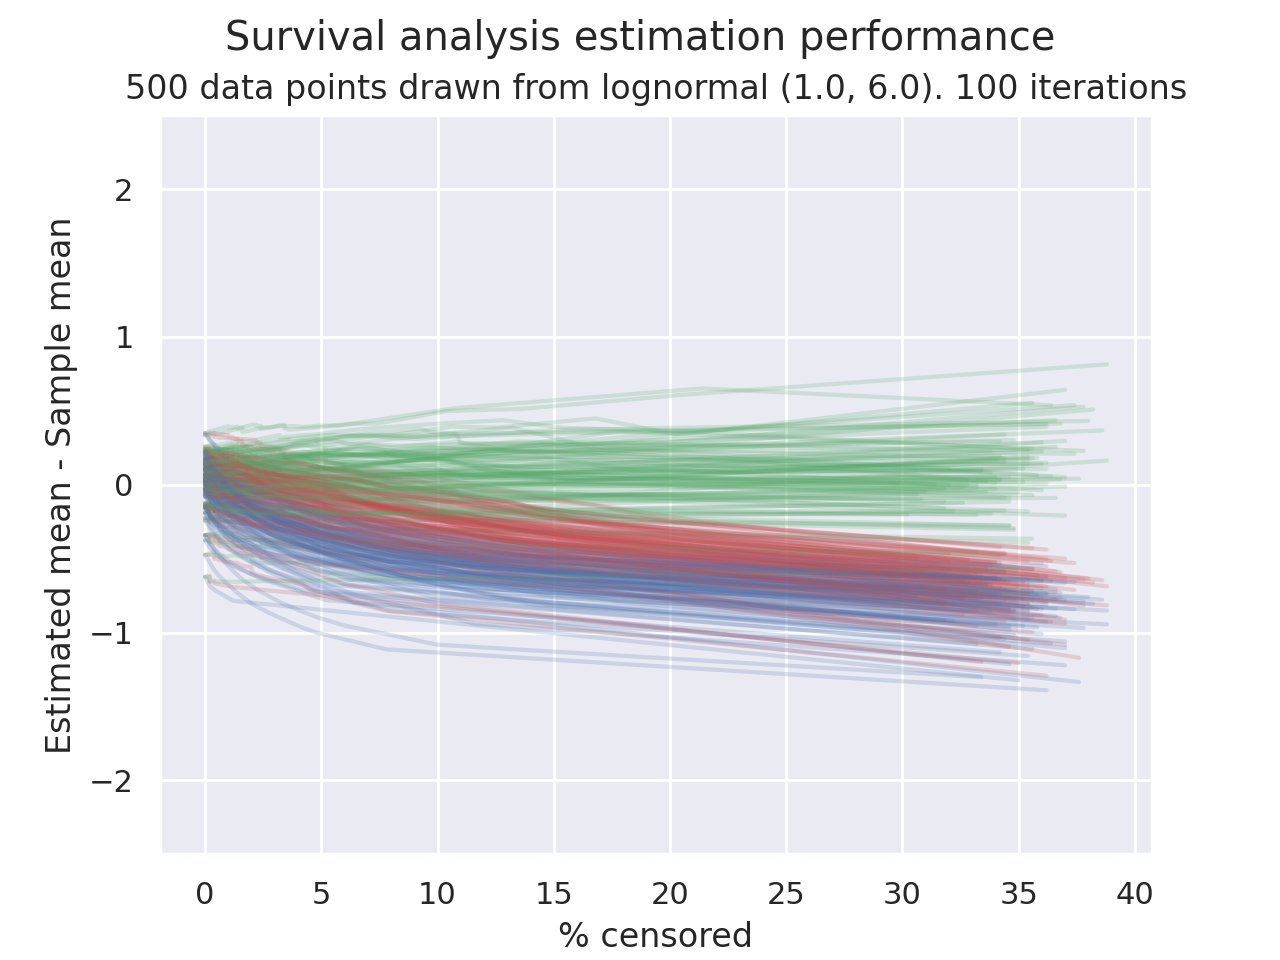 Survival analysis estimation performance
500 data points drawn from lognormal (1.0, 6.0). 100 iterations
Estimated mean - Sample mean
2
1
0
−1
−2
0 5 10 15 20 25 30 35 40
% censored